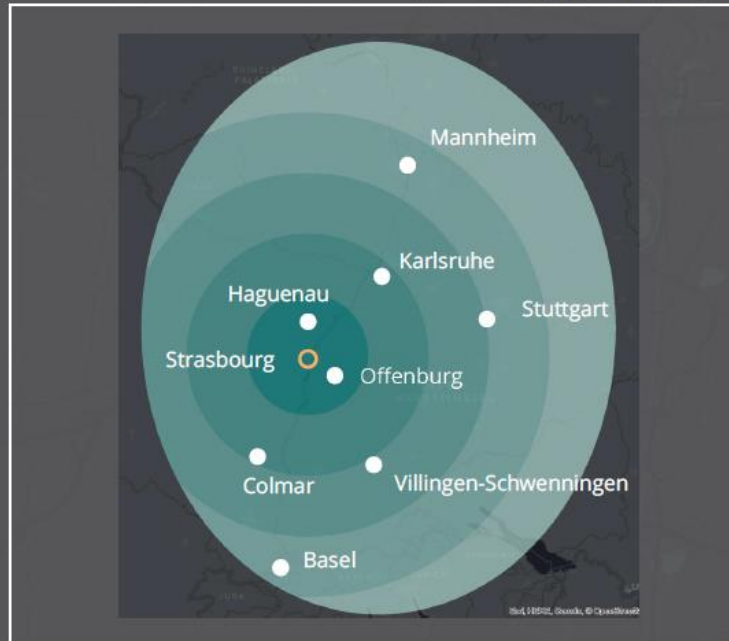 Mannheim
Karlsruhe
Haguenau
Stuttgart
Strasbourg
Offenburg
Colmar
Villingen-Schwenningen
Basel